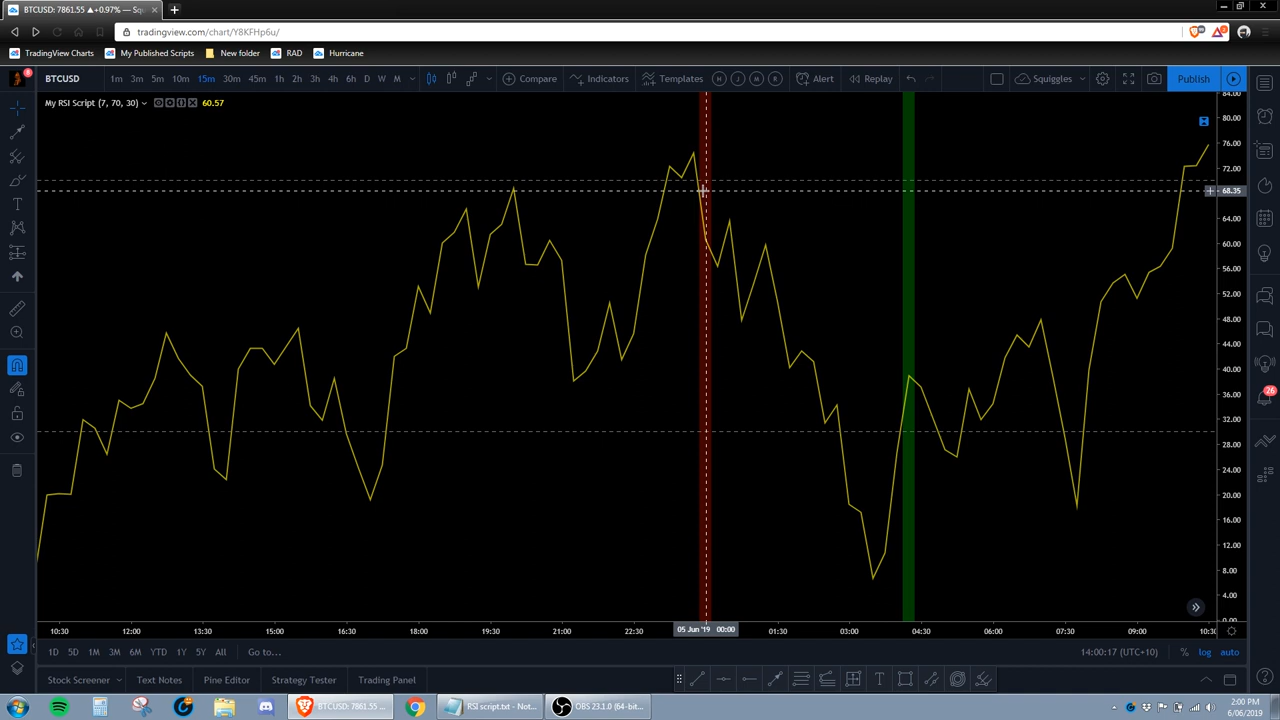 BTCUSD: 7861.55 ▲+0.97% — Squ
tradingview.com/chart/Y8KFHp6u/
TradingView Charts My Published Scripts New folder RAD Hurricane
BTCUSD 1m 3m 5m 10m 15m 30m 45m 1h 2h 3h 4h 6h D W M Compare Indicators Templates H J M R Alert Replay Squiggles Publish
My RSI Script (7, 70, 30) 60.57
84.00
80.00
76.00
72.00
68.35
64.00
60.00
56.00
52.00
48.00
44.00
40.00
36.00
32.00
28.00
24.00
20.00
16.00
12.00
8.00
4.00
26
10:30 12:00 13:30 15:00 16:30 18:00 19:30 21:00 22:30 05 Jun '19 00:00 01:30 03:00 04:30 06:00 07:30 09:00 10:30
1D 5D 1M 3M 6M YTD 1Y 5Y All Go to... 14:00:17 (UTC+10) % log auto
Stock Screener Text Notes Pine Editor Strategy Tester Trading Panel
BTCUSD: 7861.55 ... RSI script.txt - Not... OBS 23.1.0 (64-bit...
2:00 PM
6/06/2019